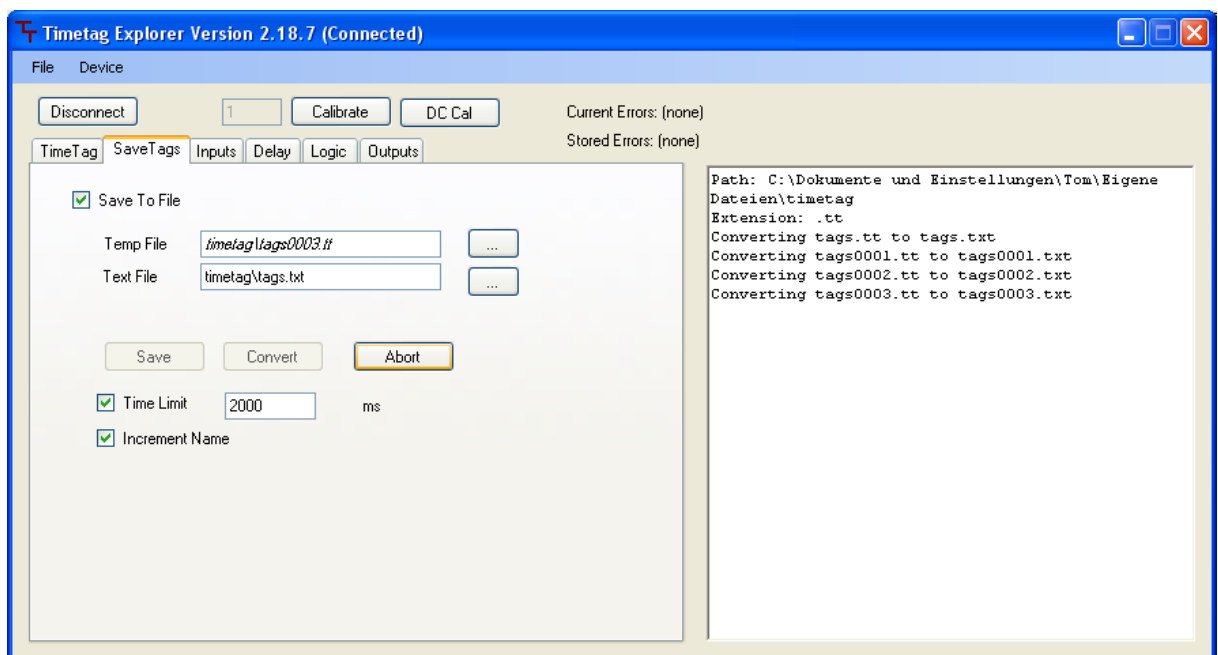 Timetag Explorer Version 2.18.7 (Connected)
File Device
Disconnect 1 Calibrate DC Cal Current Errors: (none)
Stored Errors: (none)
TimeTag SaveTags Inputs Delay Logic Outputs
Save To File
Temp File timetag\tags0003.tt ...
Text File timetag\tags.txt ...
Save Convert Abort
Time Limit 2000 ms
Increment Name
Path: C:\Dokumente und Einstellungen\Tom\Eigene
Dateien\timetag
Extension: .tt
Converting tags.tt to tags.txt
Converting tags0001.tt to tags0001.txt
Converting tags0002.tt to tags0002.txt
Converting tags0003.tt to tags0003.txt